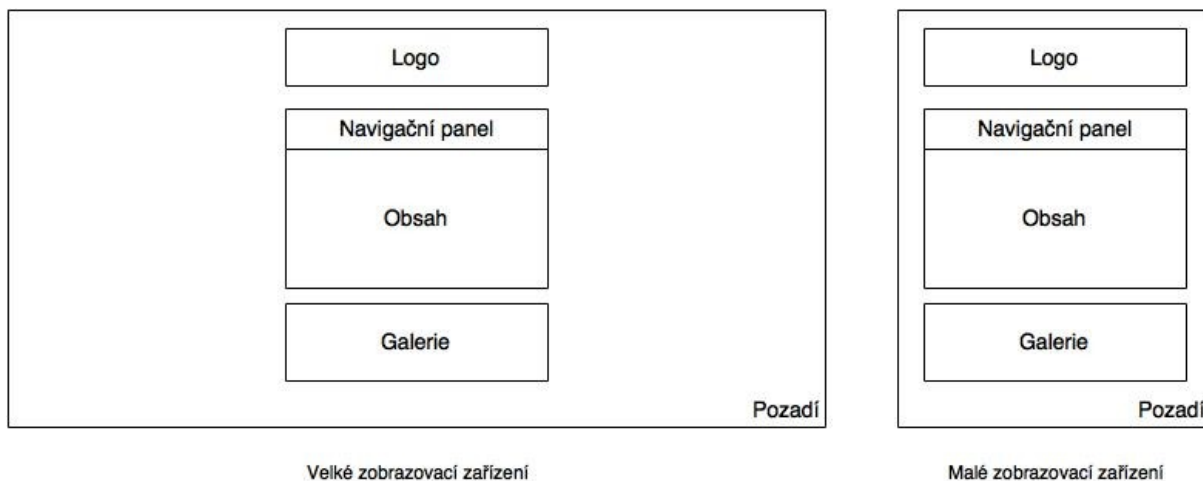 Logo
Navigační panel
Obsah
Galerie
Pozadí
Velké zobrazovací zařízení
Logo
Navigační panel
Obsah
Galerie
Pozadí
Malé zobrazovací zařízení